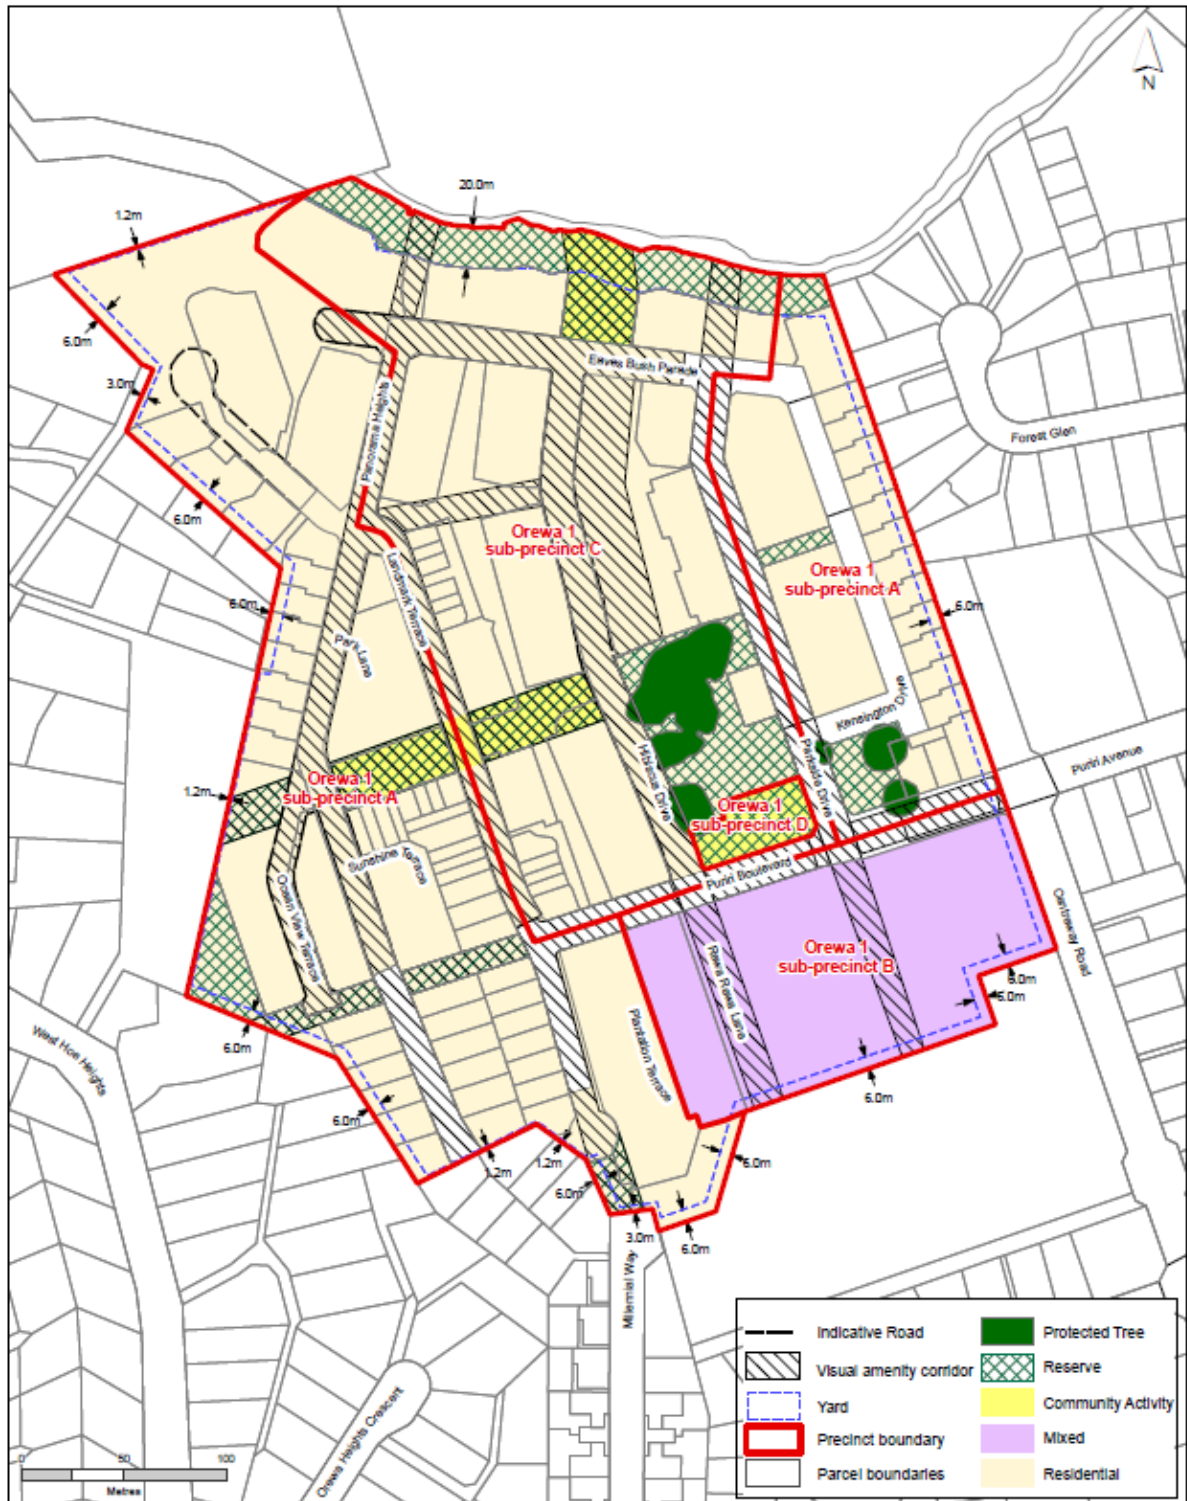 N
20.0m
1.2m
6.0m
3.0m
Eaves Bush Parade
Panorama Heights
Forest Glen
6.0m
Orewa 1
sub-precinct C
Orewa 1
sub-precinct A
Landmark Terrace
6.0m
6.0m
Park Lane
Kensington Drive
Puriri Avenue
Hibiscus Drive
Parkside Drive
1.2m
Orewa 1
sub-precinct A
Orewa 1
sub-precinct D
Sunshine Terrace
Puriri Boulevard
Ocean View Terrace
Centreway Road
Orewa 1
sub-precinct B
Rawa Rawa Lane
6.0m
6.0m
Plantation Terrace
West Hoe Heights
6.0m
6.0m
6.0m
1.2m
1.2m
6.0m
6.0m
3.0m
6.0m
Millennial Way
Orewa Heights Crescent
Indicative Road
Visual amenity corridor
Yard
Precinct boundary
Parcel boundaries
Protected Tree
Reserve
Community Activity
Mixed
Residential
0 50 100
Metres